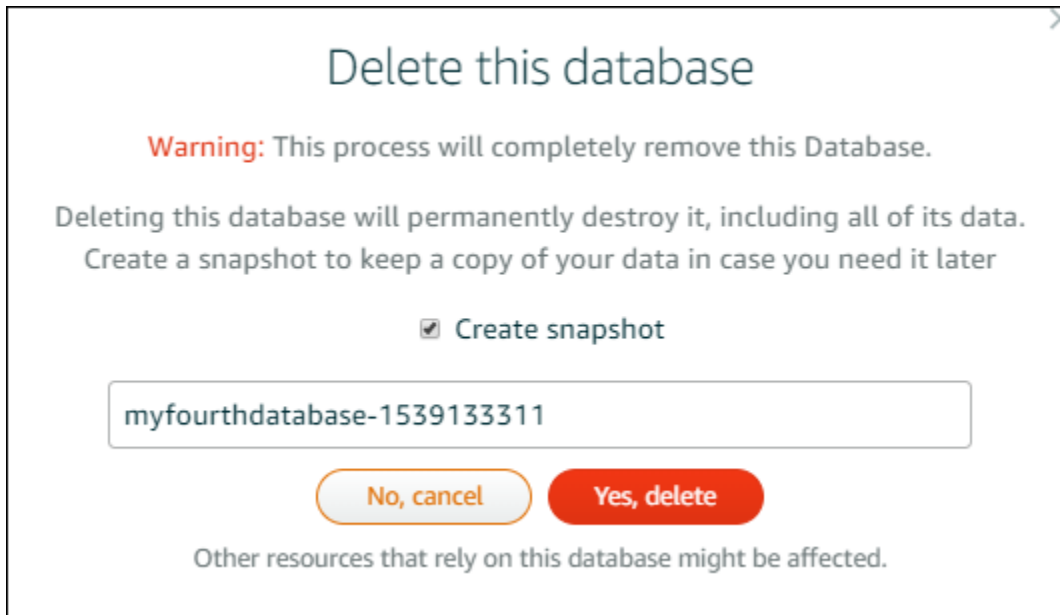 Delete this database
Warning: This process will completely remove this Database.
Deleting this database will permanently destroy it, including all of its data.
Create a snapshot to keep a copy of your data in case you need it later
Create snapshot
myfourthdatabase-1539133311
No, cancel
Yes, delete
Other resources that rely on this database might be affected.